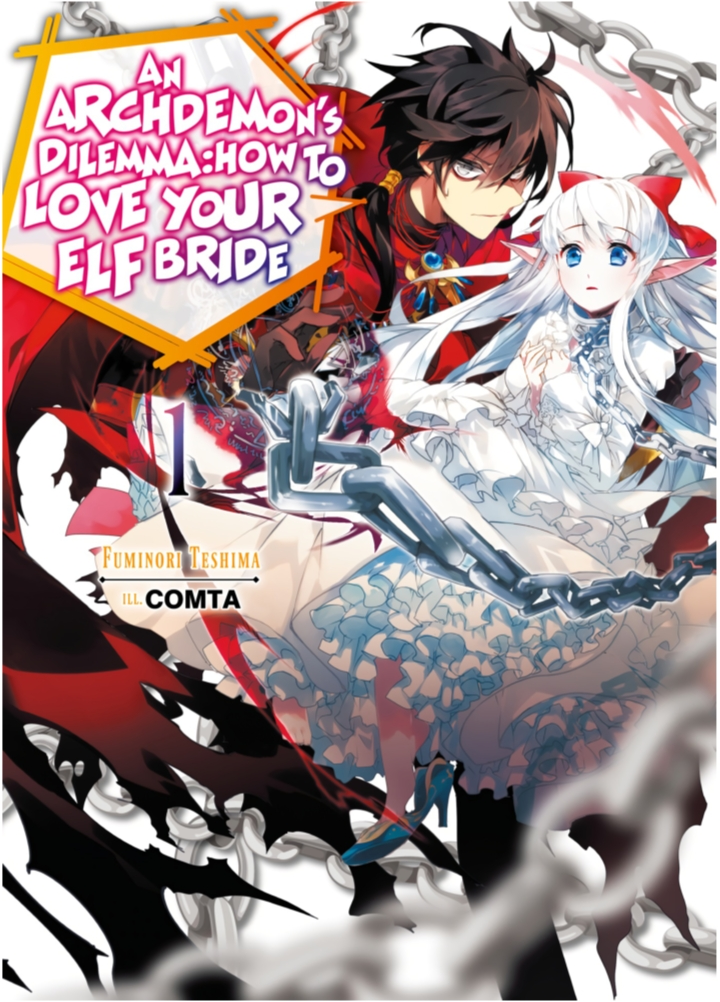 AN
ARCHDEMON'S
DILEMMA: HOW TO
LOVE YOUR
ELF BRIDE
1
FUMINORI TESHIMA
ILL. COMTA